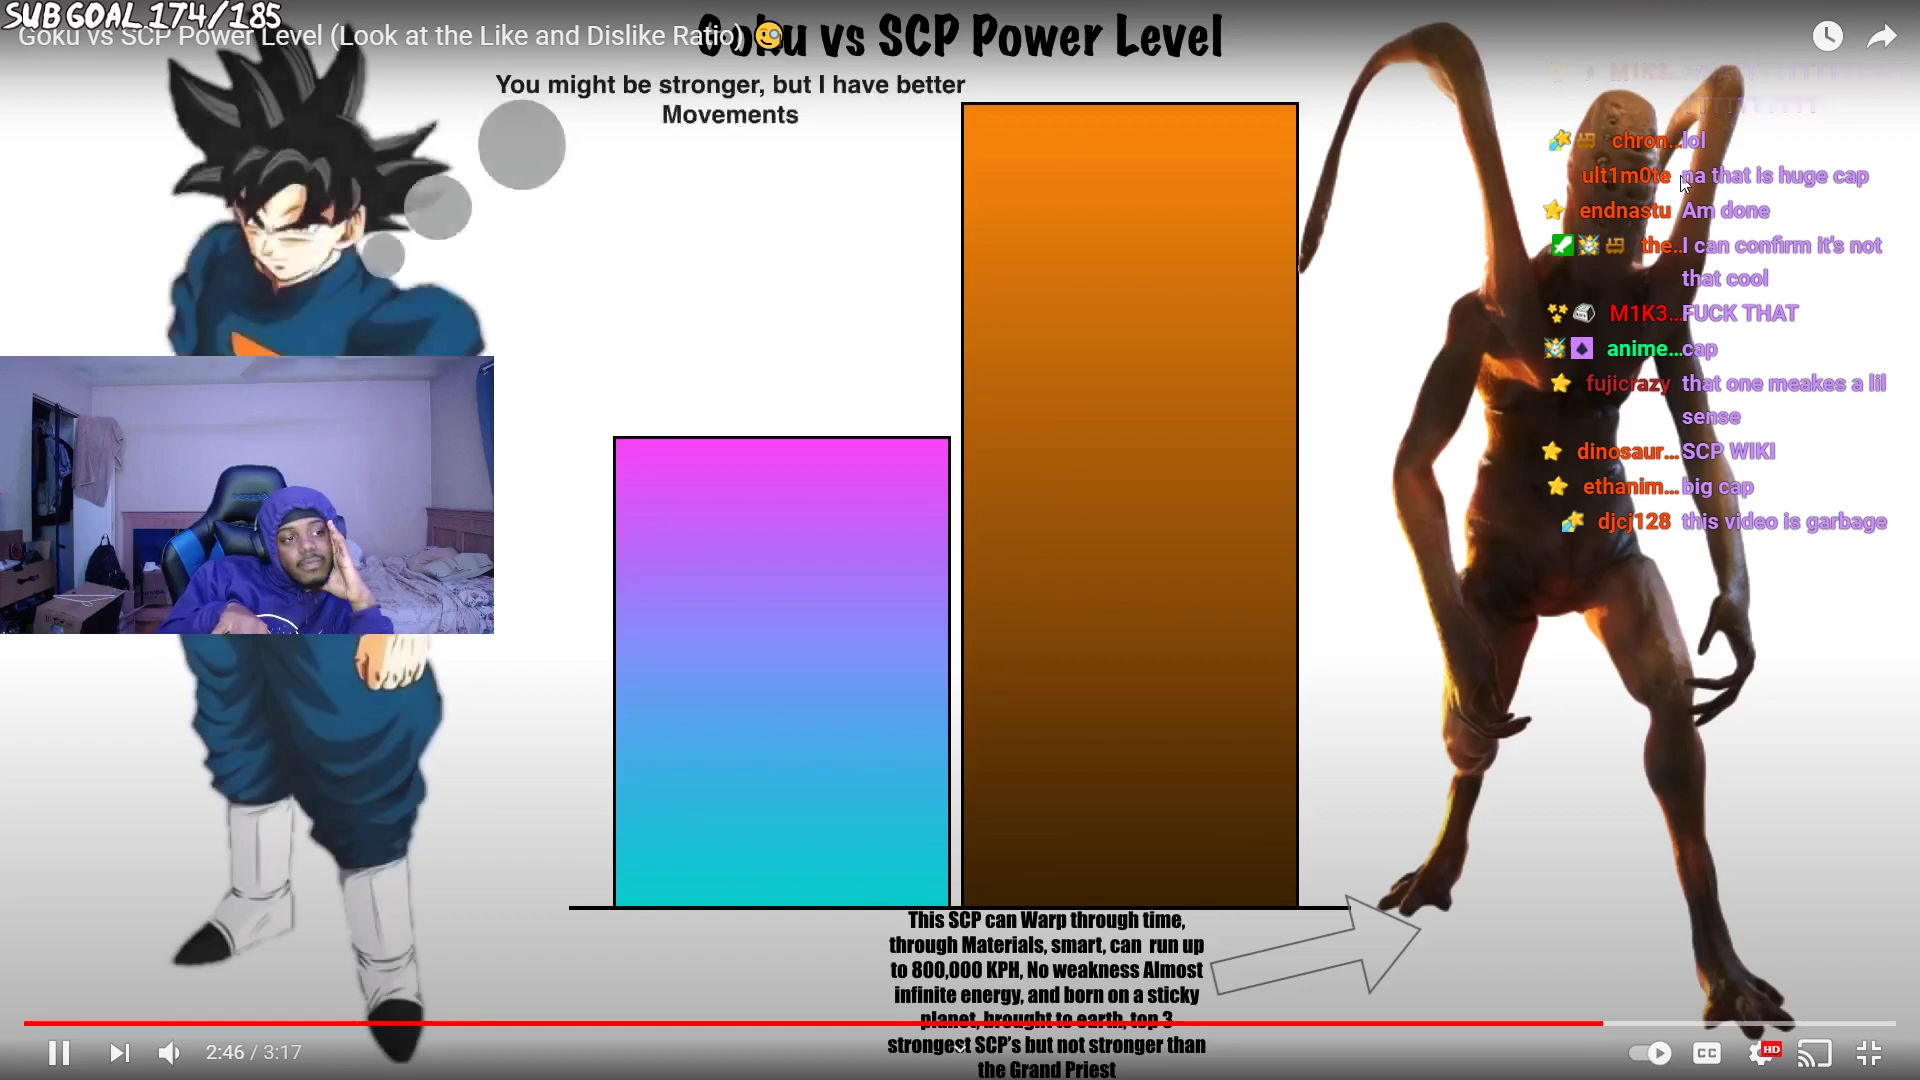 SUB GOAL 174/185
Goku vs SCP Power Level (Look at the Like and Dislike Ratio)
Goku vs SCP Power Level
You might be stronger, but I have better
Movements
chron... lol
ult1m0te na that is huge cap
endnastu Am done
the... I can confirm it's not
that cool
M1K3... FUCK THAT
anime... cap
fujicrazy that one meakes a lil
sense
dinosaur... SCP WIKI
ethanim... big cap
djcj128 this video is garbage
This SCP can Warp through time,
through Materials, smart, can run up
to 800,000 KPH, No weakness Almost
infinite energy, and born on a sticky
planet, brought to earth, top 3
strongest SCP's but not stronger than
the Grand Priest
2:46 / 3:17
CC
HD